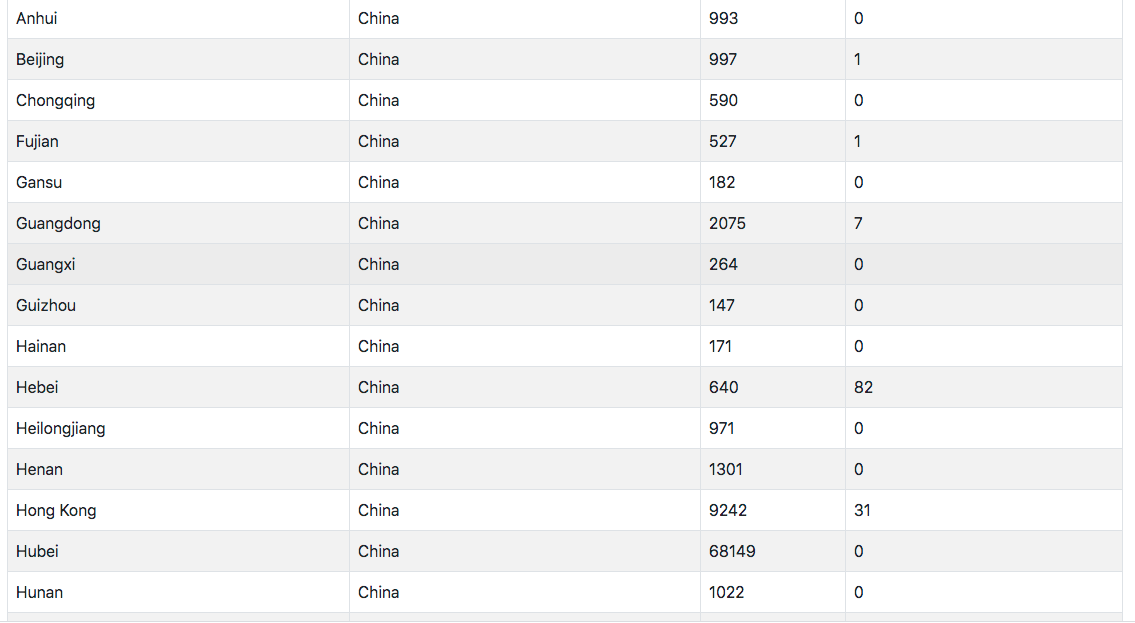 Anhui China 993 0
Beijing China 997 1
Chongqing China 590 0
Fujian China 527 1
Gansu China 182 0
Guangdong China 2075 7
Guangxi China 264 0
Guizhou China 147 0
Hainan China 171 0
Hebei China 640 82
Heilongjiang China 971 0
Henan China 1301 0
Hong Kong China 9242 31
Hubei China 68149 0
Hunan China 1022 0